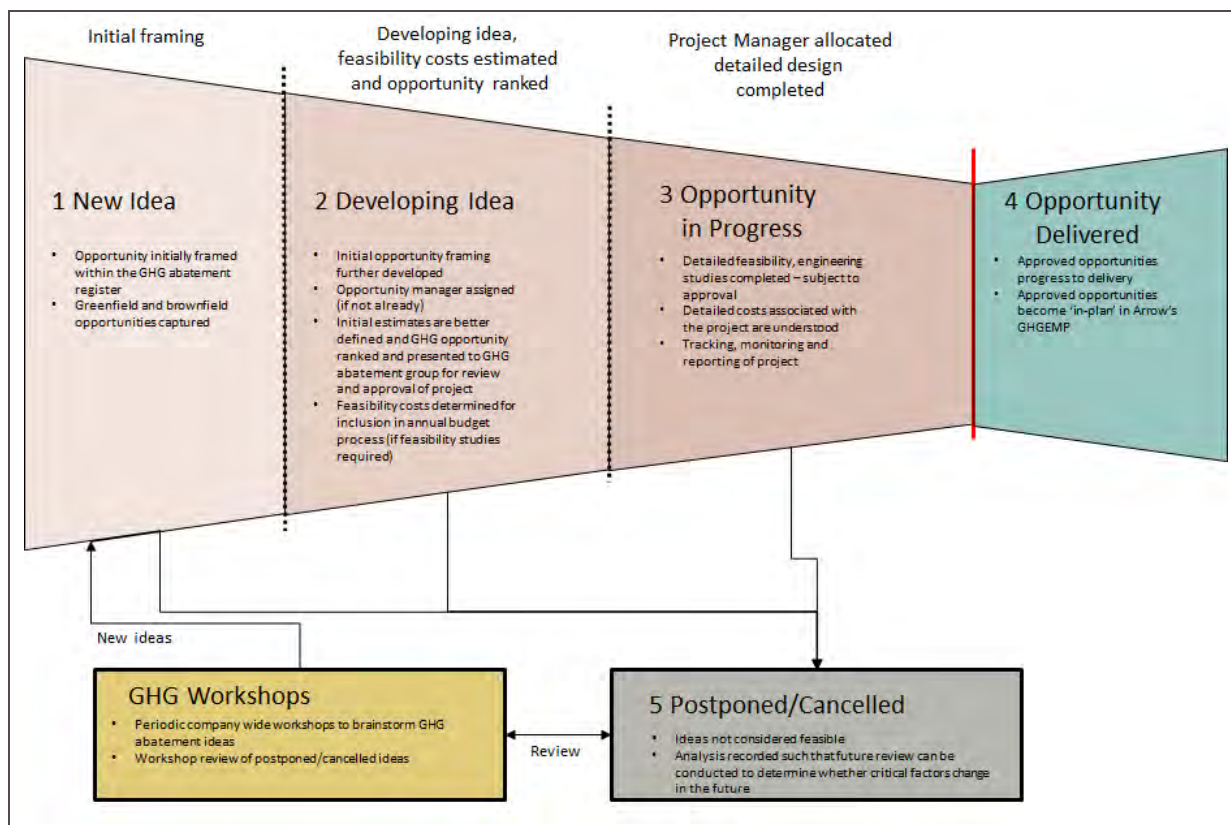 Initial framing
Developing idea,
feasibility costs estimated
and opportunity ranked
Project Manager allocated
detailed design
completed
1 New Idea
• Opportunity initially framed
within the GHG abatement
register
• Greenfield and brownfield
opportunities captured
2 Developing Idea
• Initial opportunity framing
further developed
• Opportunity manager assigned
(if not already)
• Initial estimates are better
defined and GHG opportunity
ranked and presented to GHG
abatement group for review
and approval of project
• Feasibility costs determined for
inclusion in annual budget
process (if feasibility studies
required)
3 Opportunity
in Progress
• Detailed feasibility, engineering
studies completed – subject to
approval
• Detailed costs associated with
the project are understood
• Tracking, monitoring and
reporting of project
4 Opportunity
Delivered
• Approved opportunities
progress to delivery
• Approved opportunities
become 'in-plan' in Arrow's
GHGEMP
New ideas
GHG Workshops
• Periodic company wide workshops to brainstorm GHG
abatement ideas
• Workshop review of postponed/cancelled ideas
Review
5 Postponed/Cancelled
• Ideas not considered feasible
• Analysis recorded such that future review can be
conducted to determine whether critical factors change
in the future